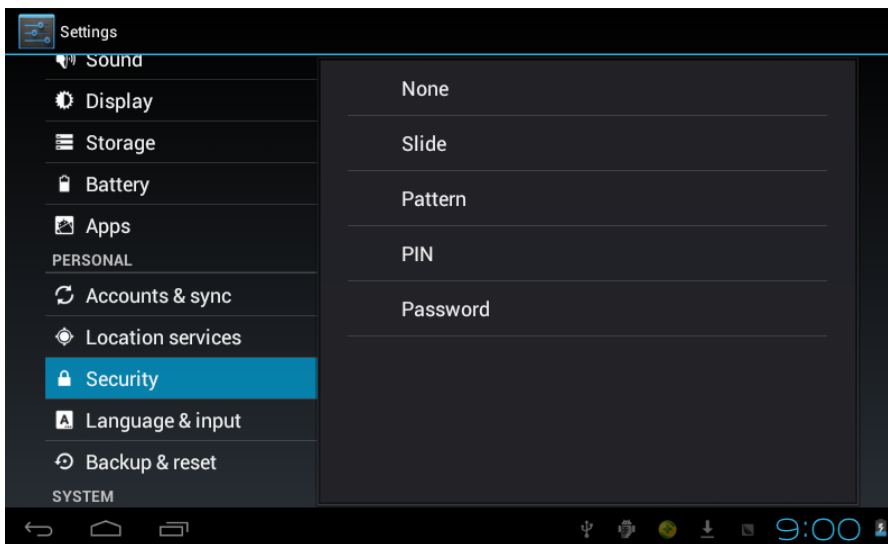 Settings
Sound
Display
Storage
Battery
Apps
PERSONAL
Accounts & sync
Location services
Security
Language & input
Backup & reset
SYSTEM
None
Slide
Pattern
PIN
Password
9:00